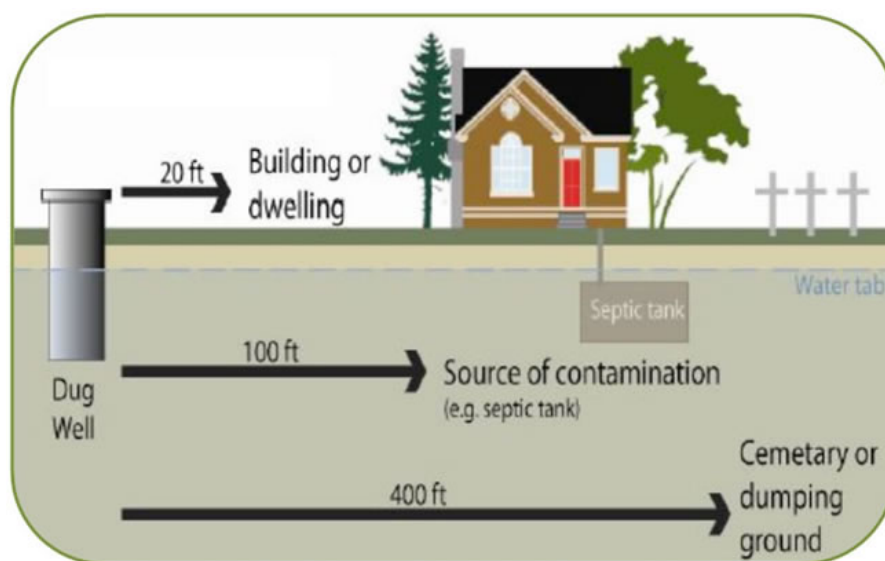 20 ft
Building or
dwelling
Water tab
Septic tank
100 ft
Source of contamination
(e.g. septic tank)
Dug
Well
400 ft
Cemetary or
dumping
ground